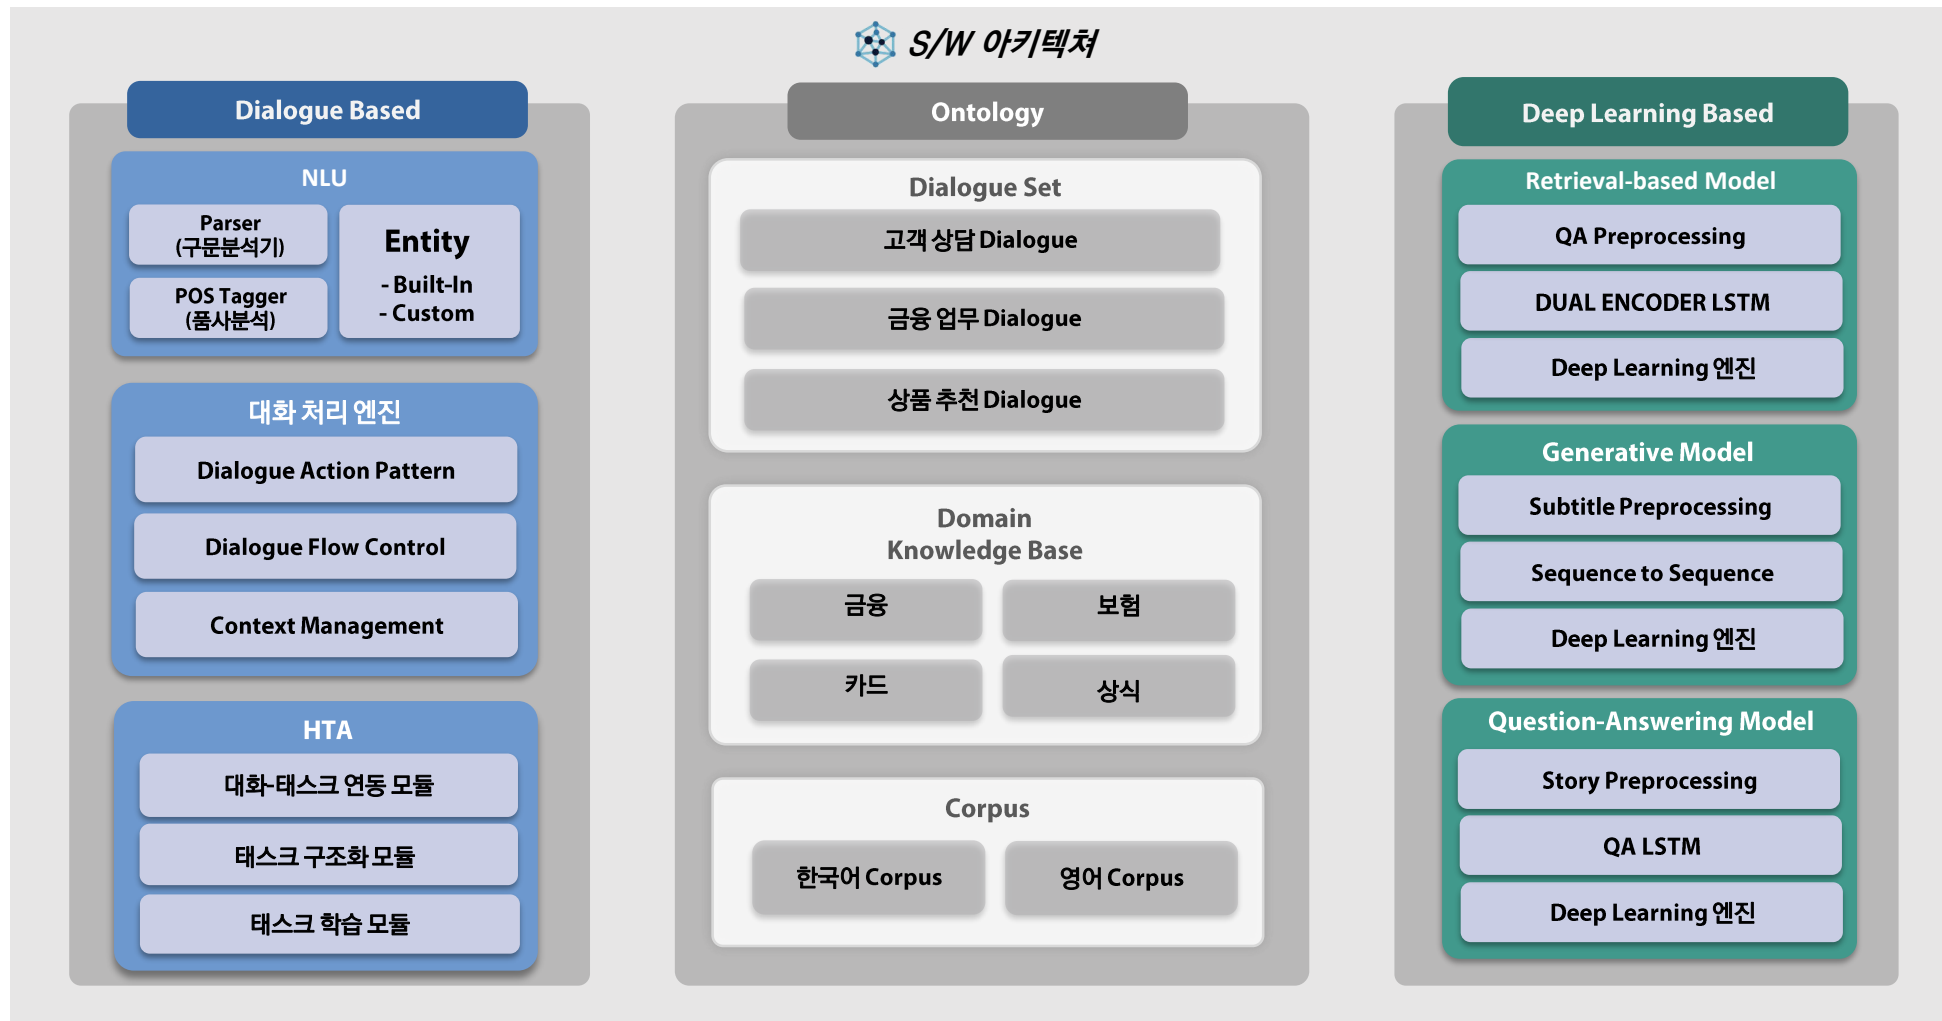 S/W 아키텍쳐
Dialogue Based
NLU
Parser
(구문분석기)
POS Tagger
(품사분석)
Entity
- Built-In
- Custom
대화 처리 엔진
Dialogue Action Pattern
Dialogue Flow Control
Context Management
HTA
대화-태스크 연동 모듈
태스크 구조화 모듈
태스크 학습 모듈
Ontology
Dialogue Set
고객 상담 Dialogue
금융 업무 Dialogue
상품 추천 Dialogue
Domain
Knowledge Base
금융
보험
카드
상식
Corpus
한국어 Corpus
영어 Corpus
Deep Learning Based
Retrieval-based Model
QA Preprocessing
DUAL ENCODER LSTM
Deep Learning 엔진
Generative Model
Subtitle Preprocessing
Sequence to Sequence
Deep Learning 엔진
Question-Answering Model
Story Preprocessing
QA LSTM
Deep Learning 엔진